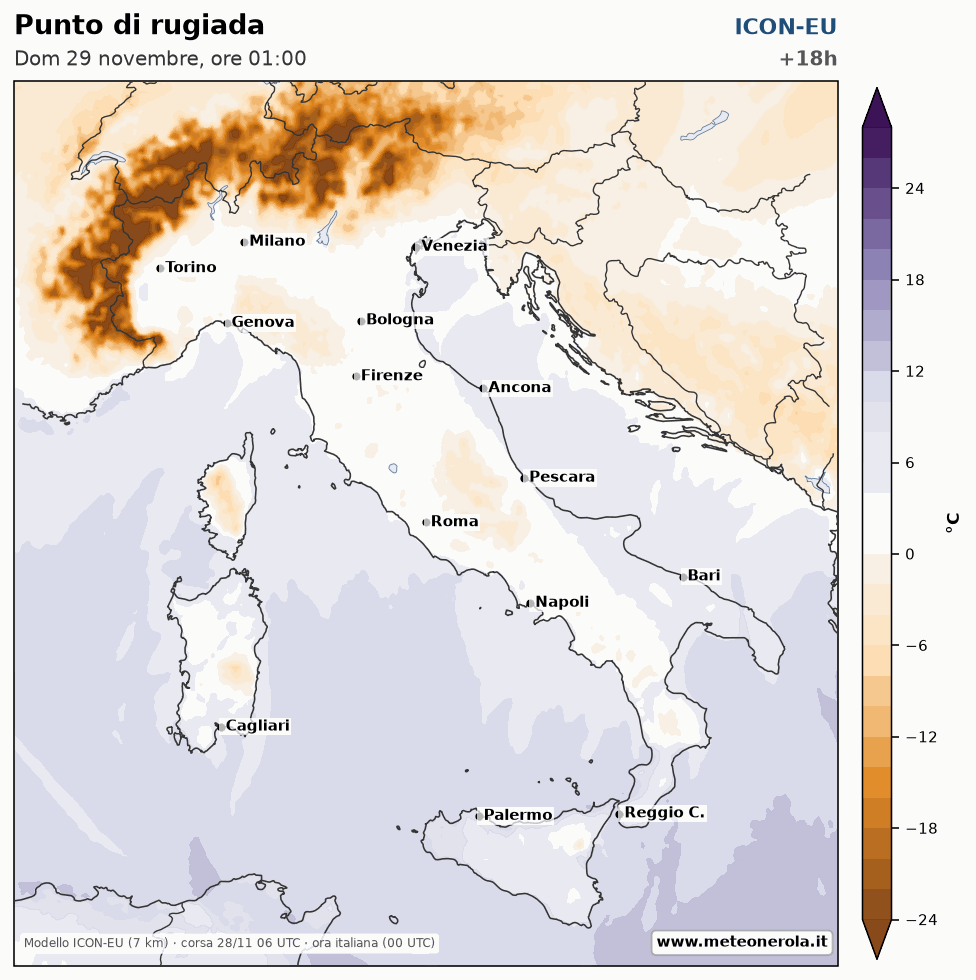 Punto di rugiada
ICON-EU
Dom 29 novembre, ore 01:00
+18h
Milano
Venezia
Torino
Genova
Bologna
Firenze
Ancona
Pescara
Roma
Bari
Napoli
Cagliari
Palermo
Reggio C.
24
18
12
6
0
−6
−12
−18
−24
°C
Modello ICON-EU (7 km) · corsa 28/11 06 UTC · ora italiana (00 UTC)
www.meteonerola.it